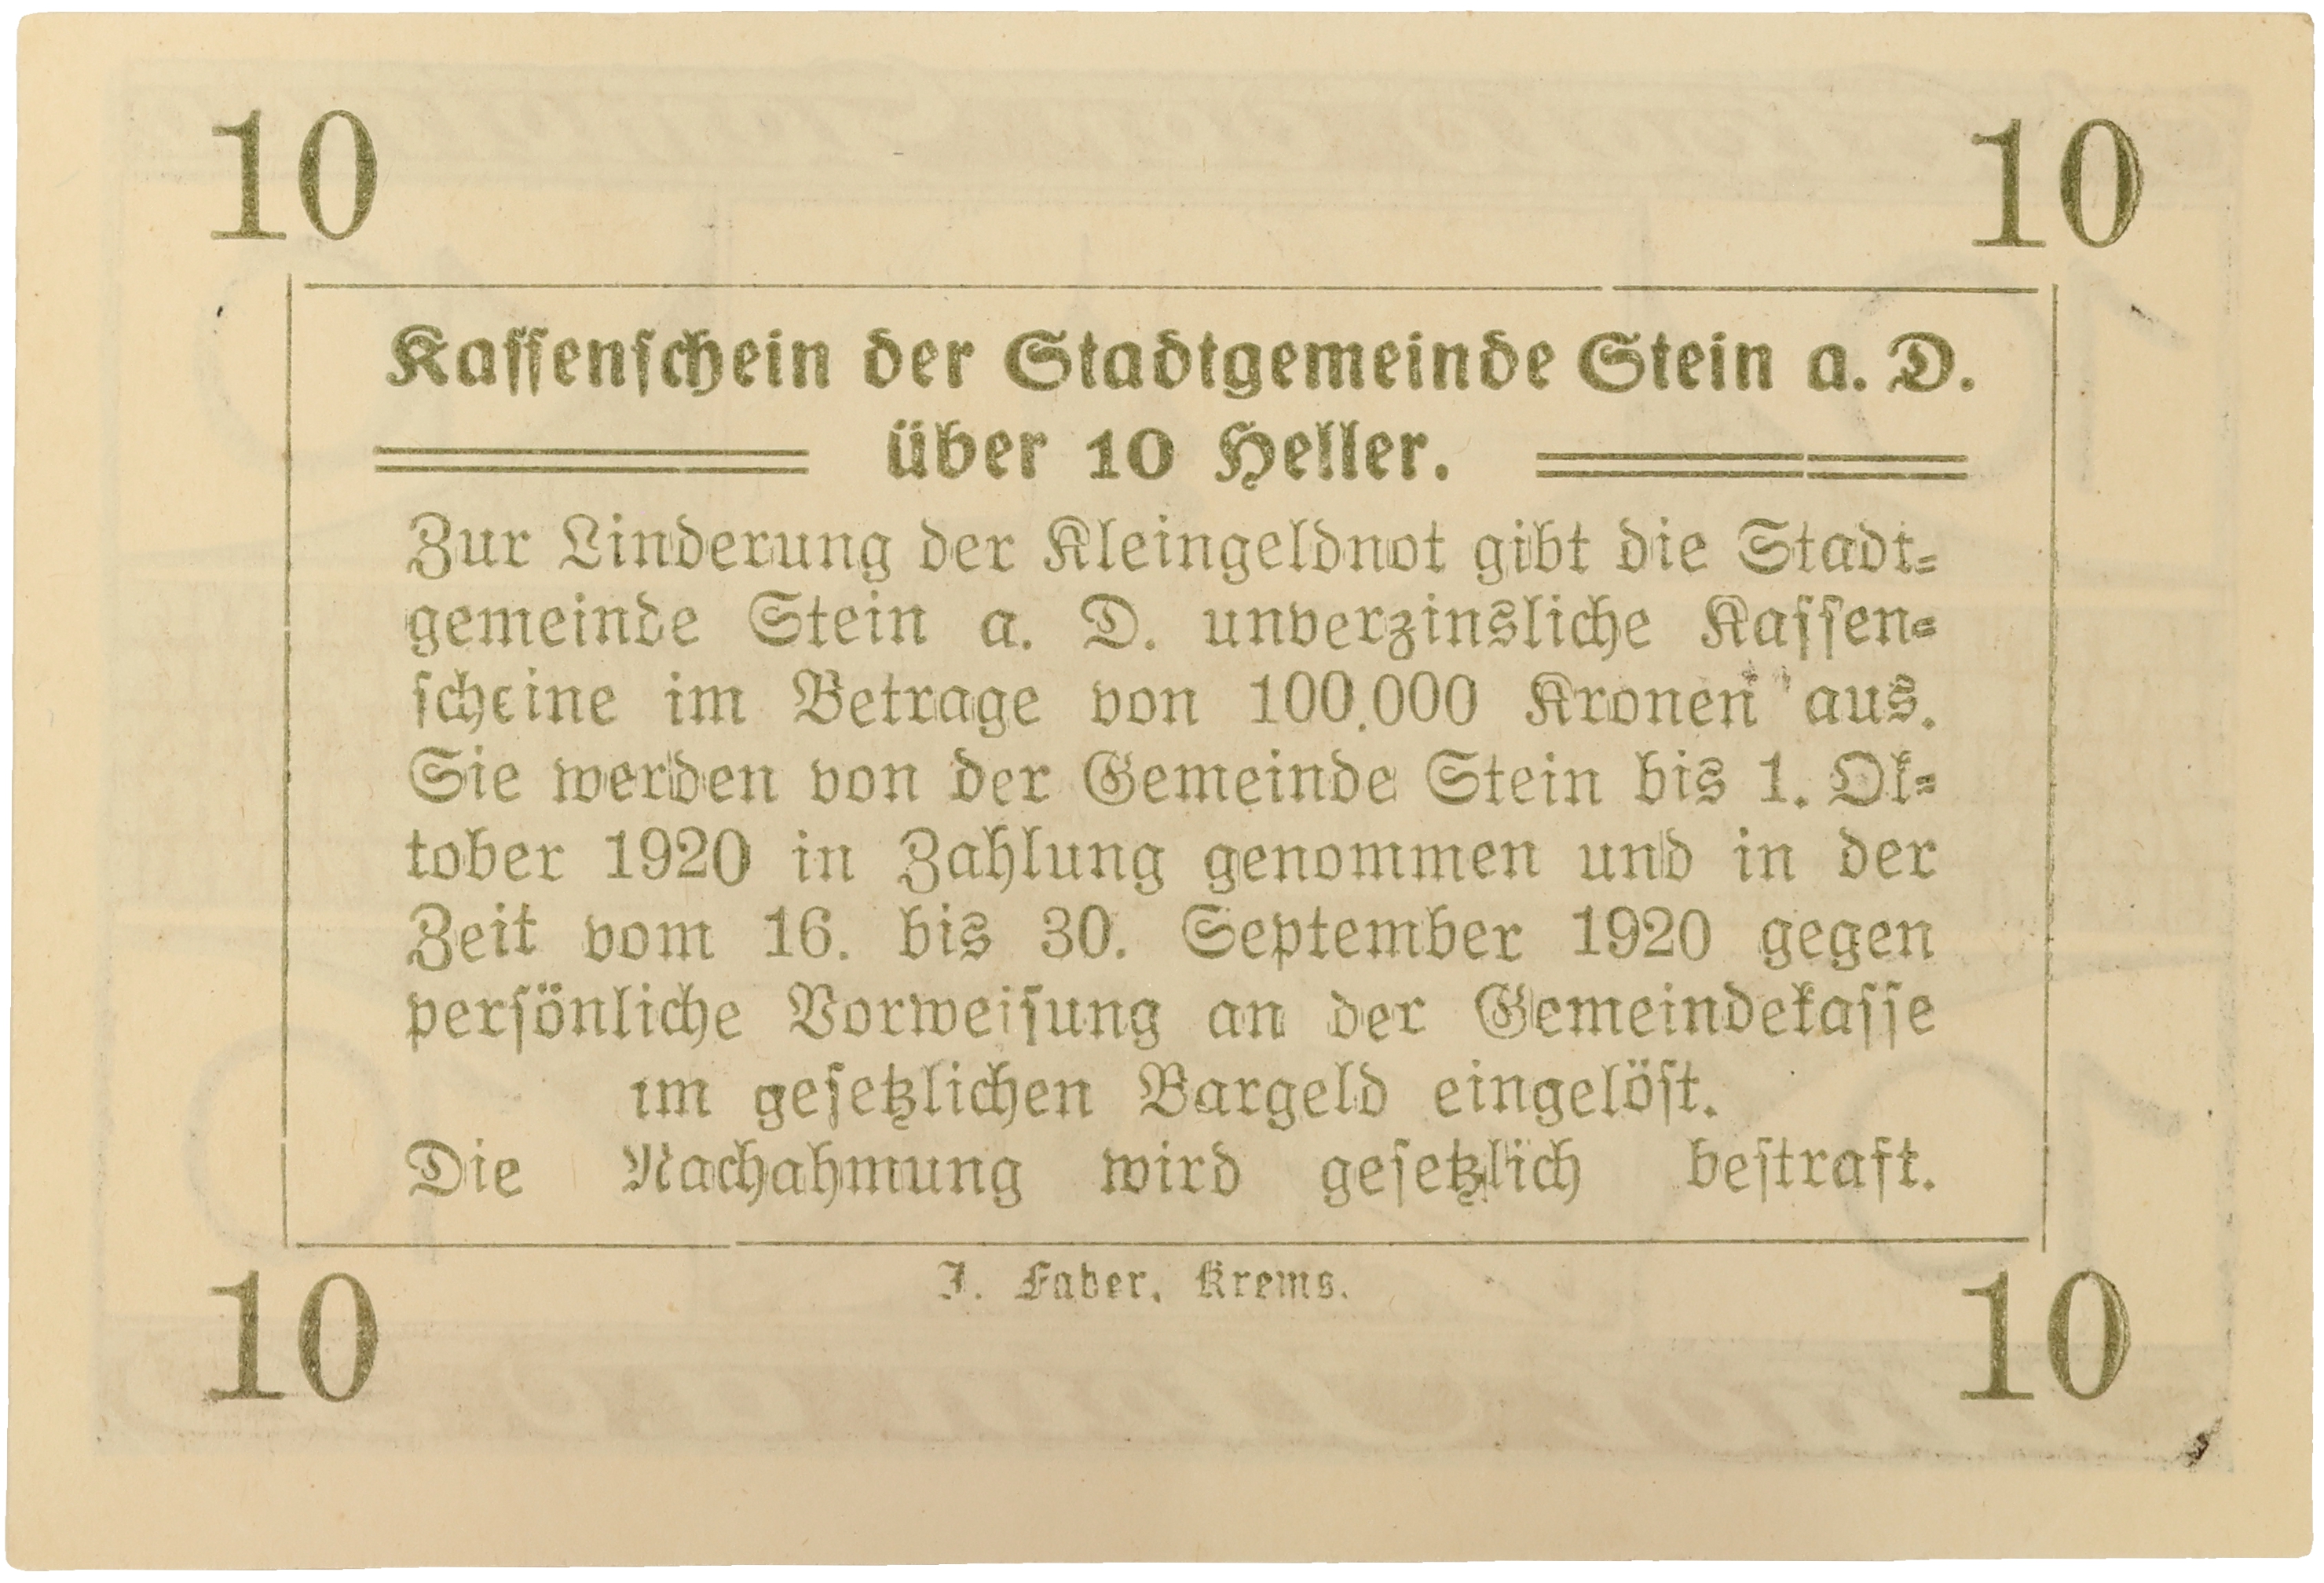 10 10
Kassenschein der Stadtgemeinde Stein a. D.
über 10 Heller.
Zur Linderung der Kleingeldnot gibt die Stadt-
gemeinde Stein a. D. unverzinsliche Kassen-
scheine im Betrage von 100.000 Kronen aus.
Sie werden von der Gemeinde Stein bis 1. Ok-
tober 1920 in Zahlung genommen und in der
Zeit vom 16. bis 30. September 1920 gegen
persönliche Vorweisung an der Gemeindekasse
im gesetzlichen Bargeld eingelöst.
Die Nachahmung wird gesetzlich bestraft.
J. Faber, Krems.
10 10